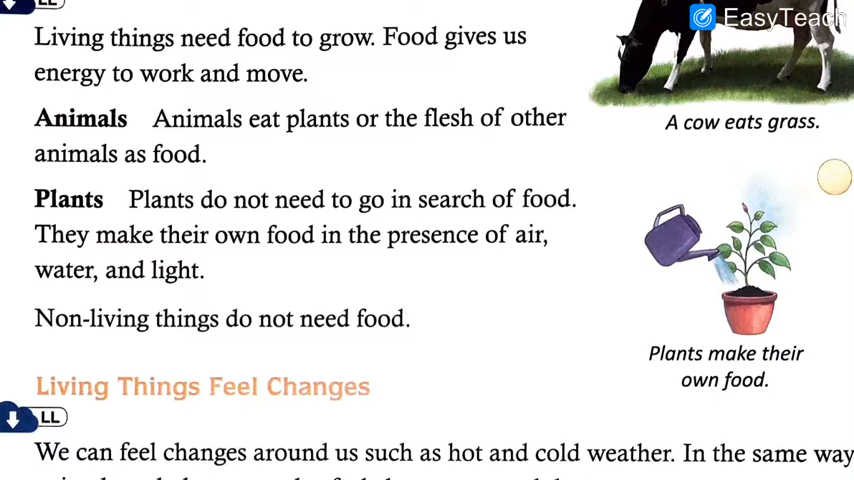 LL
EasyTeach
Living things need food to grow. Food gives us
energy to work and move.
A cow eats grass.
Animals Animals eat plants or the flesh of other
animals as food.
Plants Plants do not need to go in search of food.
They make their own food in the presence of air,
water, and light.
Non-living things do not need food.
Plants make their
own food.
Living Things Feel Changes
LL
We can feel changes around us such as hot and cold weather. In the same way